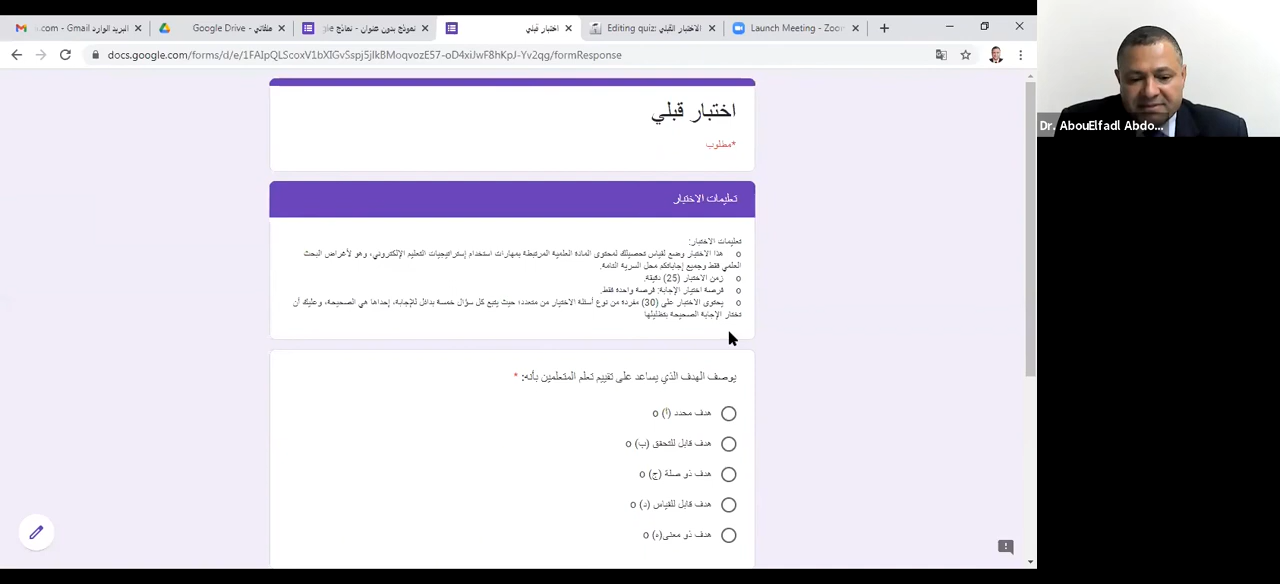 البريد الوارد - Gmail - i.com
ملفاتي - Google Drive
نموذج بدون عنوان - نماذج gle
اختبار قبلي
Editing quiz: الاختبار القبلي
Launch Meeting - Zoom
docs.google.com/forms/d/e/
/formResponse
Dr. AbouElfadl Abdo...
اختبار قبلي
*مطلوب
تعليمات الاختبار
تعليمات الاختبار:
o هذا الاختبار وضع لقياس تحصيلك لمحتوى المادة العلمية المرتبطة بمهارات استخدام إستراتيجيات التعليم الإلكتروني، وهو لأغراض البحث
العلمي فقط وجميع إجاباتكم محل السرية التامة.
o زمن الاختبار (25) دقيقة.
o فرصة اختبار الإجابة: فرصة واحدة فقط.
o يحتوى الاختبار على (30) مفردة من نوع أسئلة الاختيار من متعدد؛ حيث يتبع كل سؤال خمسة بدائل للإجابة، إحداها هي الصحيحة، وعليك أن
تختار الإجابة الصحيحة بتظليلها
يوصف الهدف الذي يساعد على تقييم تعلم المتعلمين بأنه: *
هدف محدد (أ) o
هدف قابل للتحقق (ب) o
هدف ذو صلة (ج) o
هدف قابل للقياس (د) o
هدف ذو معنى(ه) o